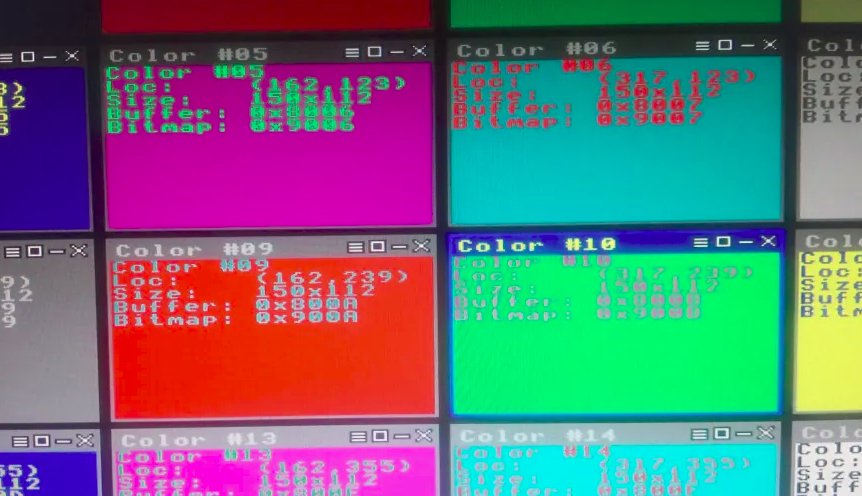 Color #05
Color #05
Loc: (162,123)
Size: 150x112
Buffer: 0x8006
Bitmap: 0x9006
Color #06
Color #06
Loc: (317,123)
Size: 150x112
Buffer: 0x8007
Bitmap: 0x9007
Color #09
Color #09
Loc: (162,239)
Size: 150x112
Buffer: 0x800A
Bitmap: 0x900A
Color #10
Color #10
Loc: (317,239)
Size: 150x112
Buffer: 0x800B
Bitmap: 0x900B
Color #13
Color #13
Loc: (162,355)
Size: 150x112
Color #14
Color #14
Loc: (317,355)
Size: 150x112